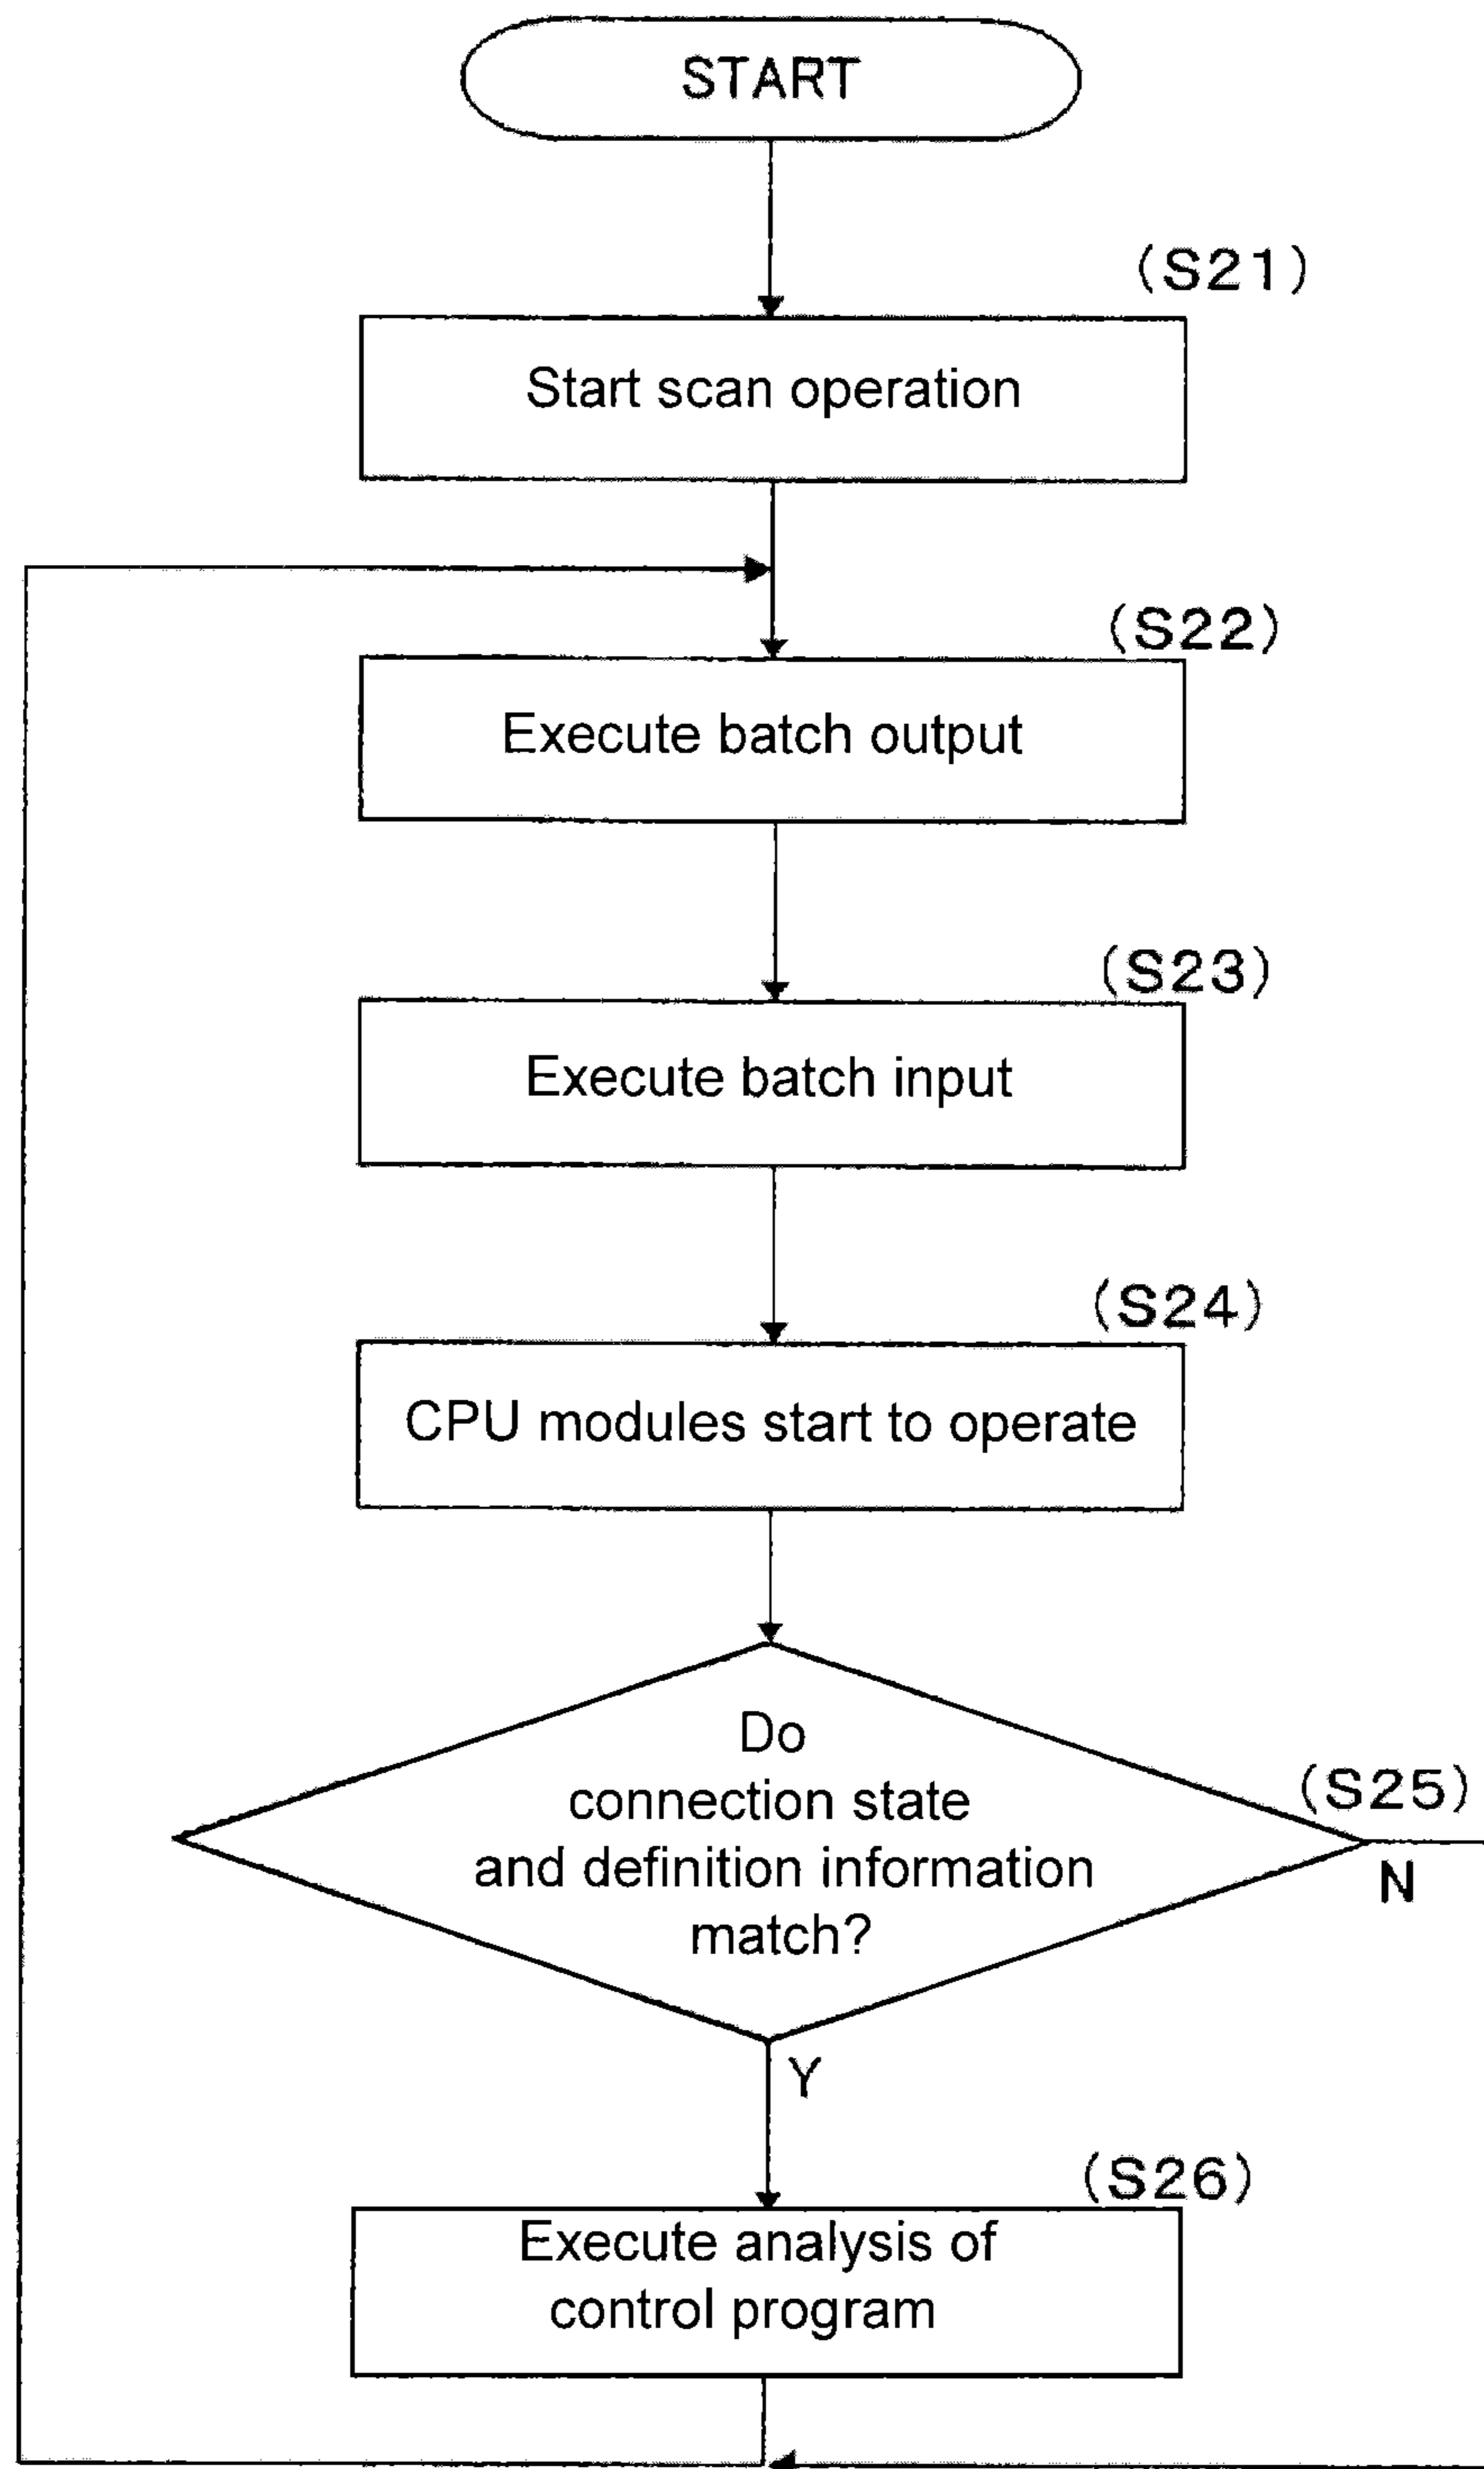 START
(S21)
Start scan operation
(S22)
Execute batch output
(S23)
Execute batch input
(S24)
CPU modules start to operate
Do
connection state
and definition information
match?
(S25)
N
Y
(S26)
Execute analysis of
control program